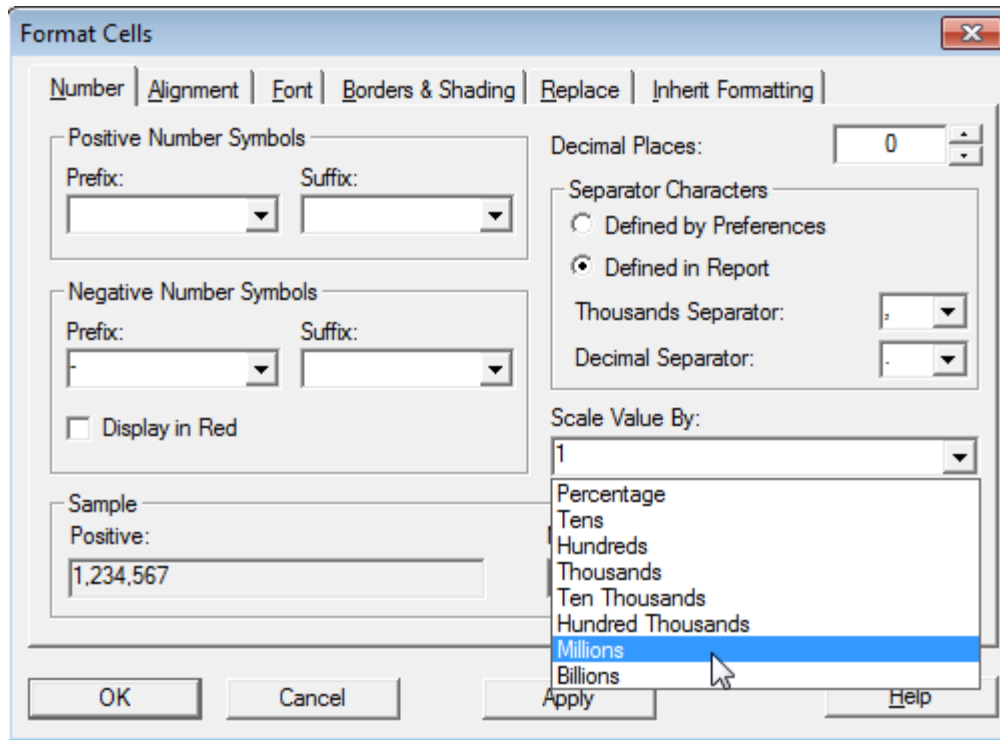 Format Cells
Number Alignment Font Borders & Shading Replace Inherit Formatting
Positive Number Symbols
Prefix: Suffix:
Negative Number Symbols
Prefix: Suffix:
-
Display in Red
Decimal Places: 0
Separator Characters
Defined by Preferences
Defined in Report
Thousands Separator: ,
Decimal Separator: .
Scale Value By:
1
Percentage
Tens
Hundreds
Thousands
Ten Thousands
Hundred Thousands
Millions
Billions
Sample
Positive:
1,234,567
OK Cancel Apply Help